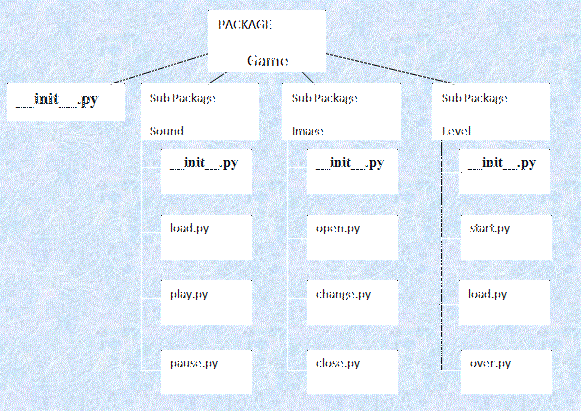 PACKAGE
Game
__init__.py
Sub Package
Sound
Sub Package
Image
Sub Package
Level
__init__.py
__init__.py
__init__.py
load.py
open.py
start.py
play.py
change.py
load.py
pause.py
close.py
over.py